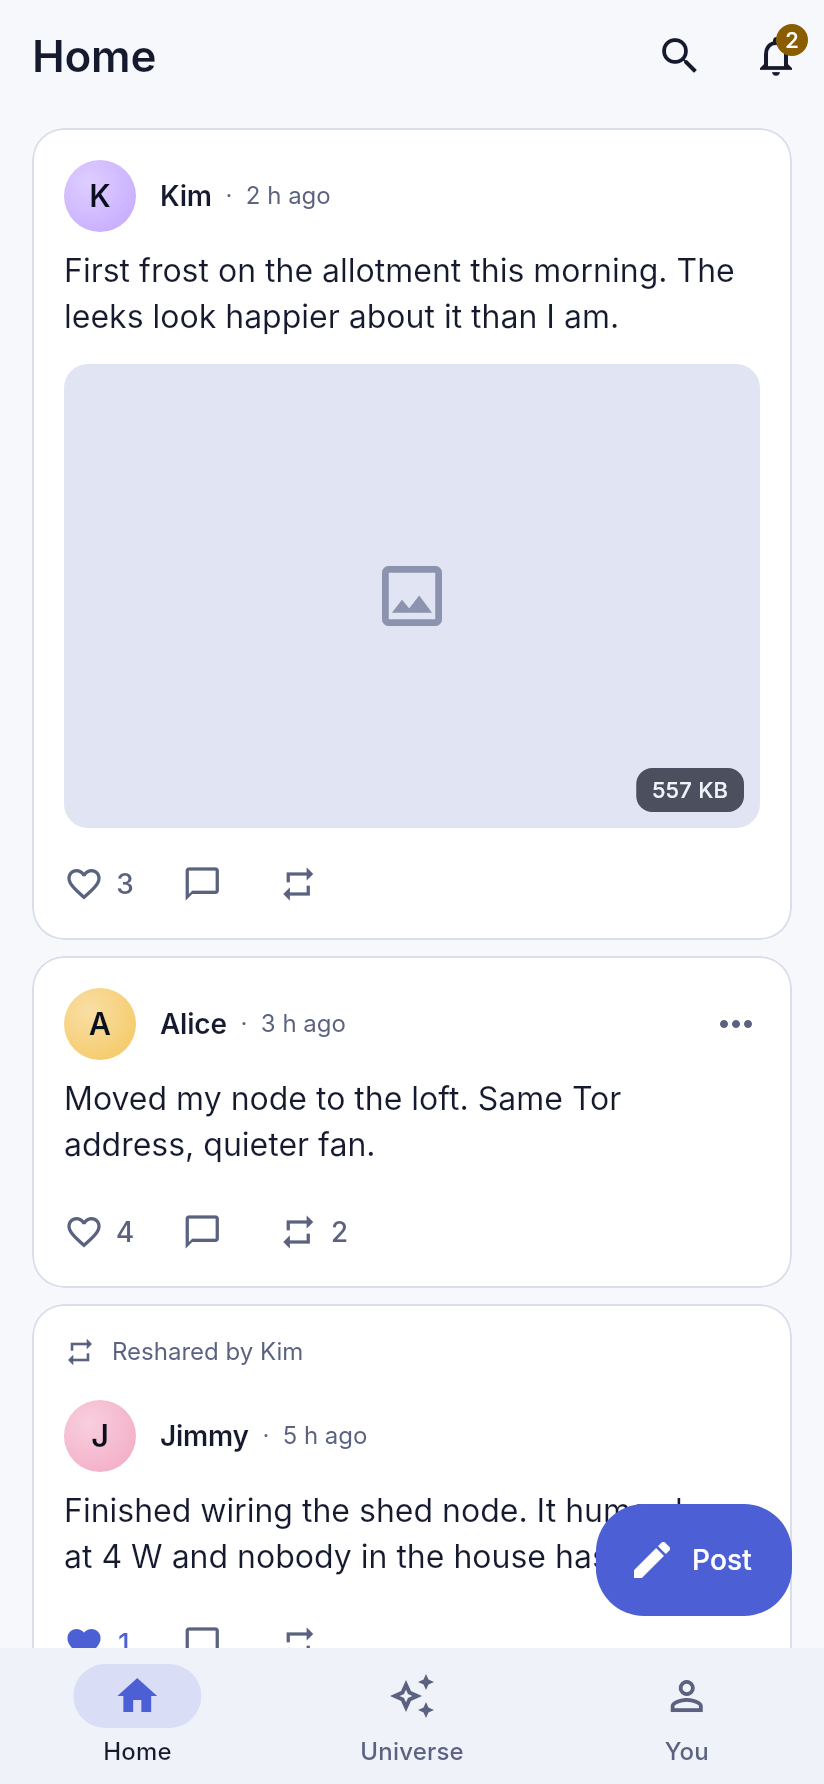 Home
2
K
Kim · 2 h ago
First frost on the allotment this morning. The
leeks look happier about it than I am.
557 KB
3
A
Alice · 3 h ago
Moved my node to the loft. Same Tor
address, quieter fan.
4
2
Reshared by Kim
J
Jimmy · 5 h ago
Finished wiring the shed node. It
at 4 W and nobody in the house
Post
1
Home
Universe
You